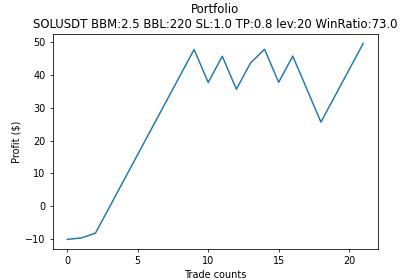 Portfolio
SOLUSDT BBM:2.5 BBL:220 SL:1.0 TP:0.8 lev:20 WinRatio:73.0
50
40
30
20
10
0
−10
Profit ($)
0 5 10 15 20
Trade counts